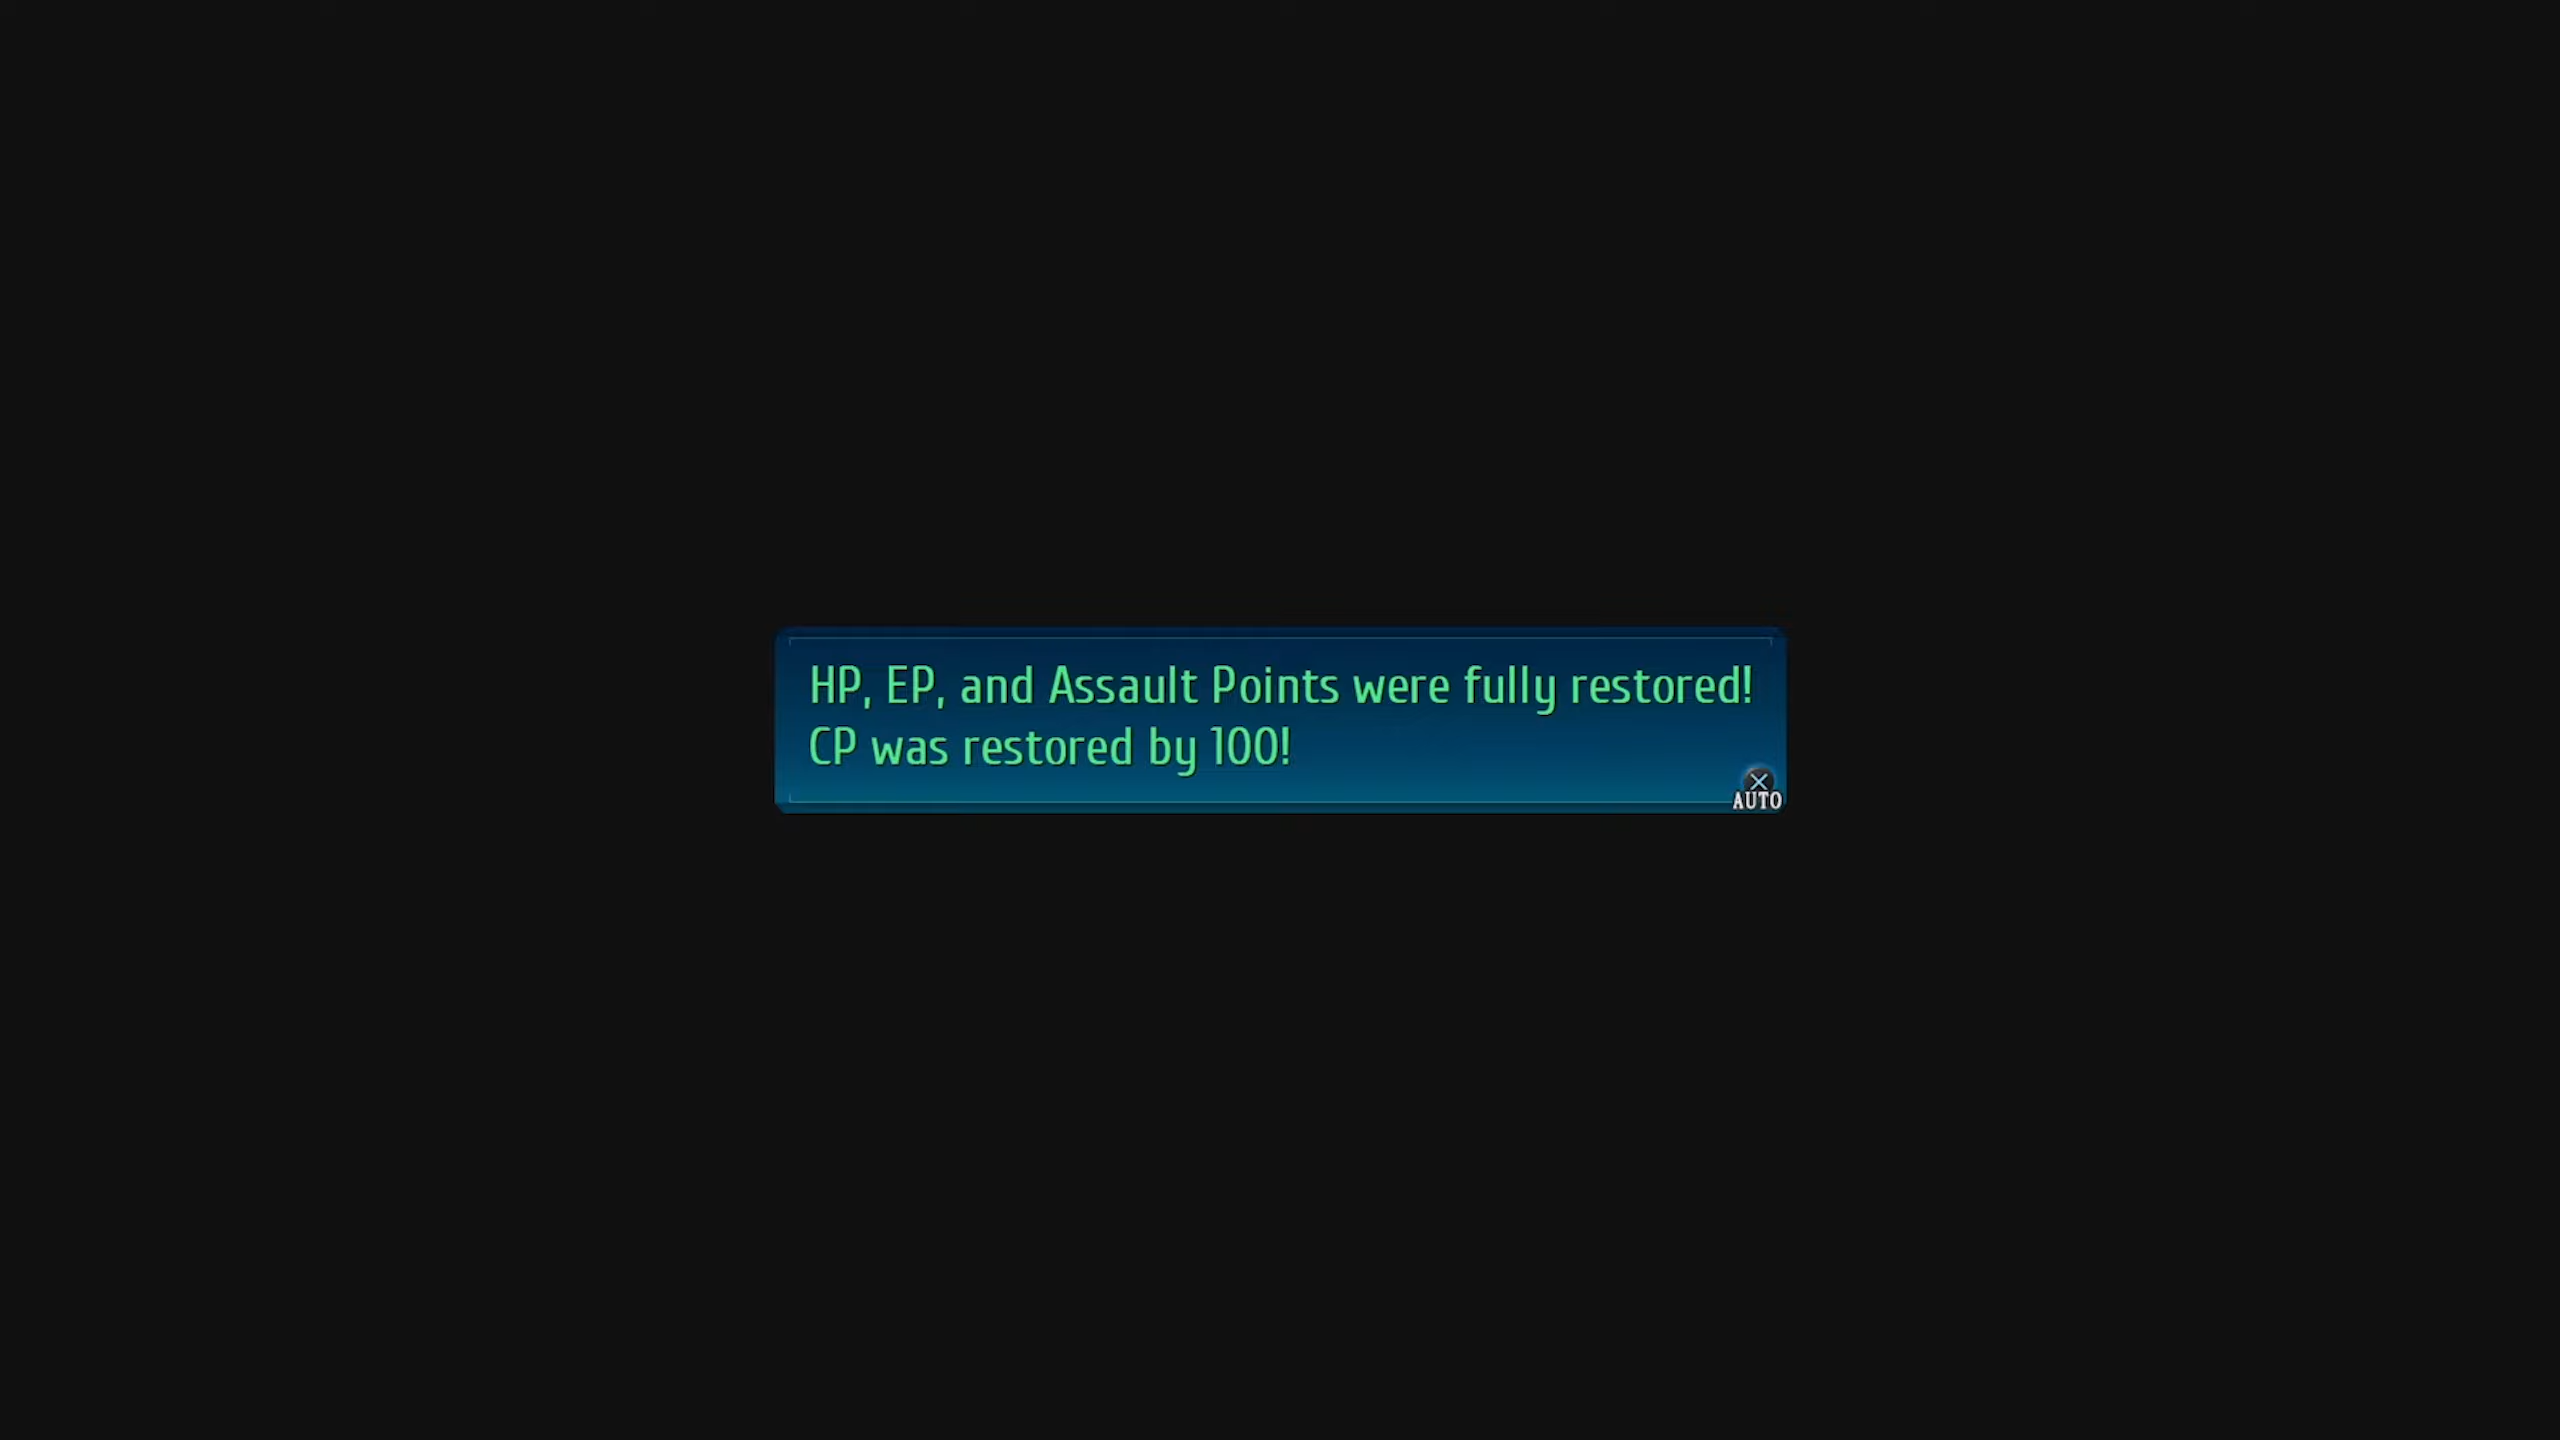 HP, EP, and Assault Points were fully restored!
CP was restored by 100!
AUTO